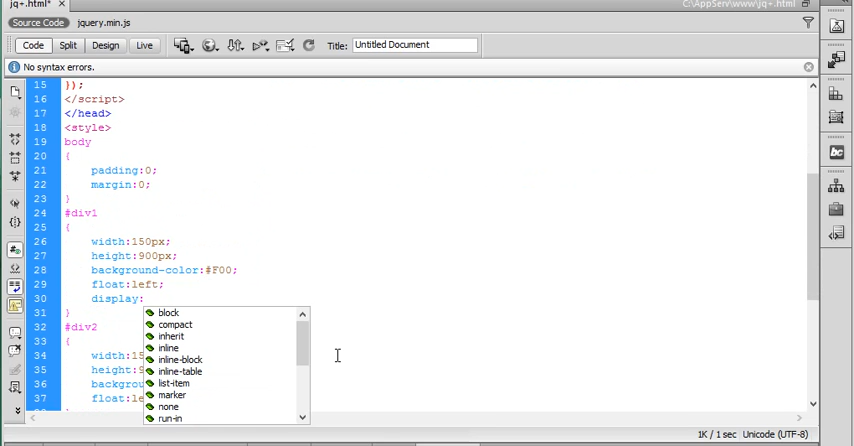 jq+.html* ×
C:\AppServ\www\jq+.html
Source Code jquery.min.js
Code Split Design Live Title: Untitled Document
No syntax errors.
15 });
16 </script>
17 </head>
18 <style>
19 body
20 {
21 padding:0;
22 margin:0;
23 }
24 #div1
25 {
26 width:150px;
27 height:900px;
28 background-color:#F00;
29 float:left;
30 display:
31 }
32 #div2
33 {
34 width:15
35 height:9
36 backgrou
37 float:le
block
compact
inherit
inline
inline-block
inline-table
list-item
marker
none
run-in
1K / 1 sec Unicode (UTF-8)